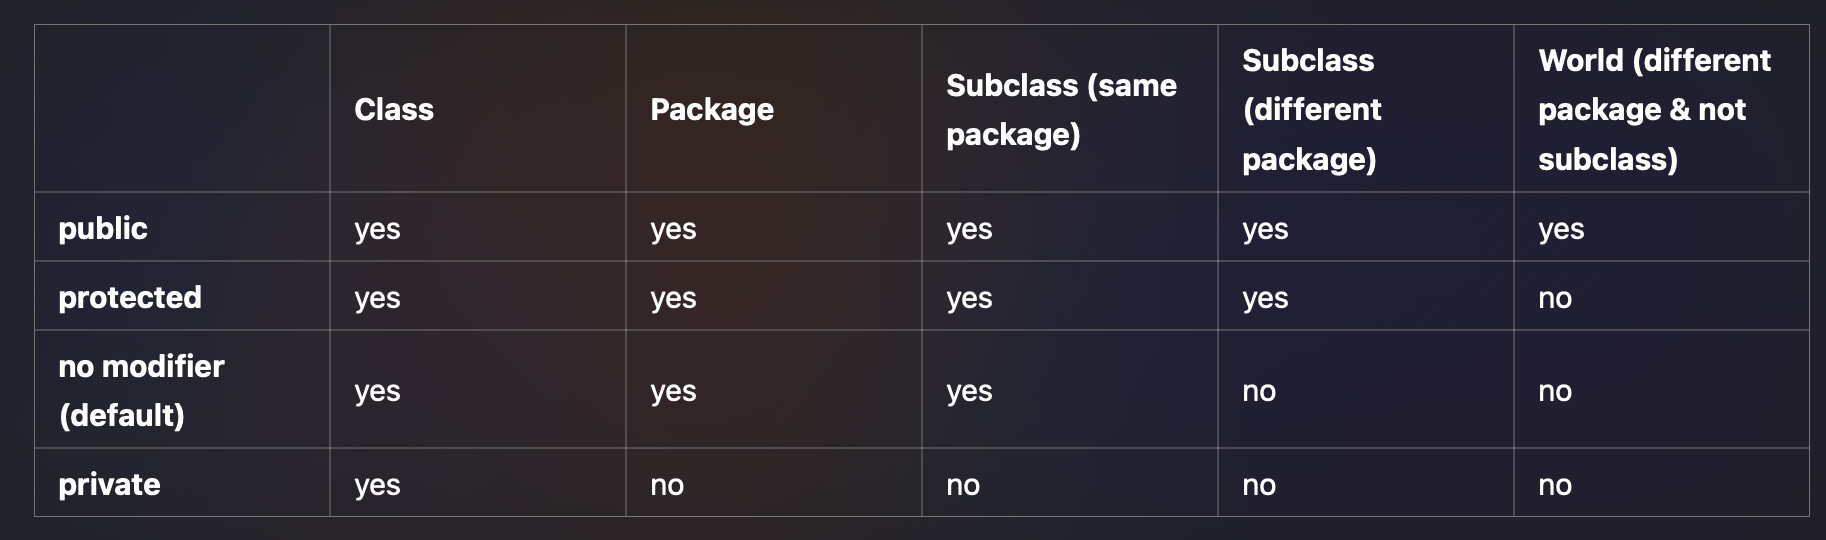 Class
Package
Subclass (same
package)
Subclass
(different
package)
World (different
package & not
subclass)
public yes yes yes yes yes
protected yes yes yes yes no
no modifier
(default) yes yes yes no no
private yes no no no no